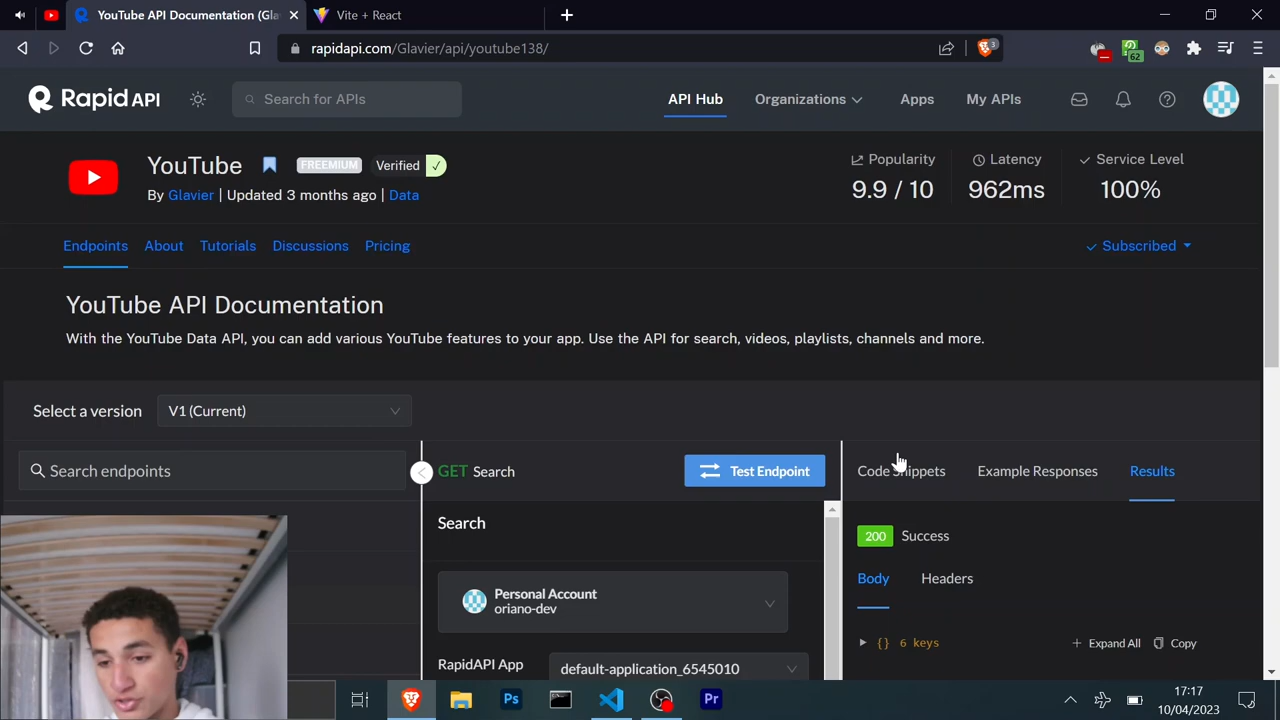 YouTube API Documentation (Gla
Vite + React
rapidapi.com/Glavier/api/youtube138/
3
62
Rapid API
Search for APIs
API Hub
Organizations
Apps
My APIs
YouTube
FREEMIUM
Verified
By Glavier | Updated 3 months ago | Data
Popularity
9.9 / 10
Latency
962ms
Service Level
100%
Endpoints
About
Tutorials
Discussions
Pricing
Subscribed
YouTube API Documentation
With the YouTube Data API, you can add various YouTube features to your app. Use the API for search, videos, playlists, channels and more.
Select a version
V1 (Current)
Search endpoints
GET Search
Test Endpoint
Code Snippets
Example Responses
Results
Search
200 Success
Personal Account
oriano-dev
Body
Headers
RapidAPI App
default-application_6545010
{} 6 keys
Expand All
Copy
Ps
Pr
17:17
10/04/2023